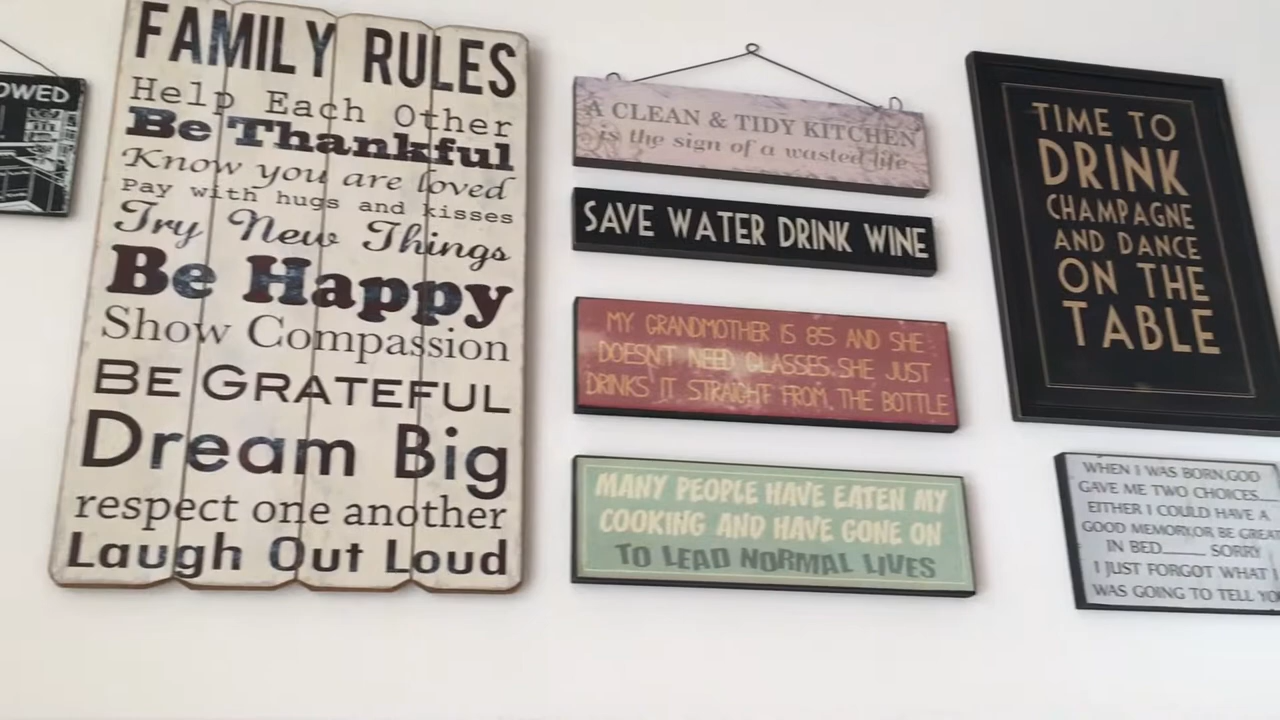 FAMILY RULES
Help Each Other
Be Thankful
Know you are loved
Pay with hugs and kisses
Try New Things
Be Happy
Show Compassion
BE GRATEFUL
Dream Big
respect one another
Laugh Out Loud
A CLEAN & TIDY KITCHEN
is the sign of a wasted life
SAVE WATER DRINK WINE
MY GRANDMOTHER IS 85 AND SHE
DOESN'T NEED GLASSES. SHE JUST
DRINKS IT STRAIGHT FROM THE BOTTLE
MANY PEOPLE HAVE EATEN MY
COOKING AND HAVE GONE ON
TO LEAD NORMAL LIVES
TIME TO
DRINK
CHAMPAGNE
AND DANCE
ON THE
TABLE
WHEN I WAS BORN,GOD
GAVE ME TWO CHOICES....
EITHER I COULD HAVE A
GOOD MEMORY,OR BE GREAT
IN BED_____ SORRY
I JUST FORGOT WHAT I
WAS GOING TO TELL